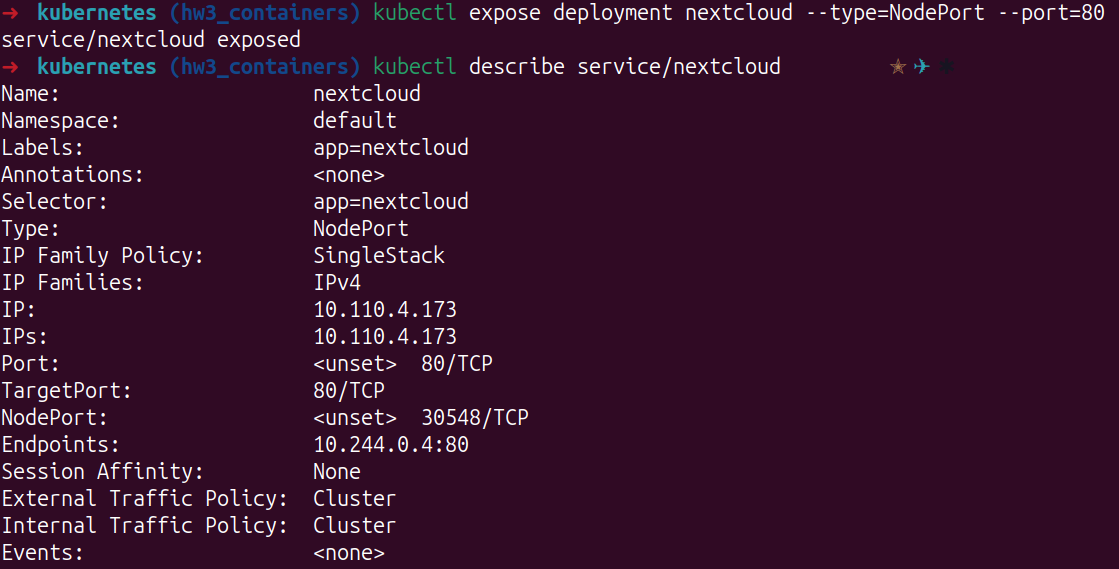 → kubernetes (hw3_containers) kubectl expose deployment nextcloud --type=NodePort --port=80
service/nextcloud exposed
→ kubernetes (hw3_containers) kubectl describe service/nextcloud ✭ ✈
Name: nextcloud
Namespace: default
Labels: app=nextcloud
Annotations: <none>
Selector: app=nextcloud
Type: NodePort
IP Family Policy: SingleStack
IP Families: IPv4
IP: 10.110.4.173
IPs: 10.110.4.173
Port: <unset> 80/TCP
TargetPort: 80/TCP
NodePort: <unset> 30548/TCP
Endpoints: 10.244.0.4:80
Session Affinity: None
External Traffic Policy: Cluster
Internal Traffic Policy: Cluster
Events: <none>